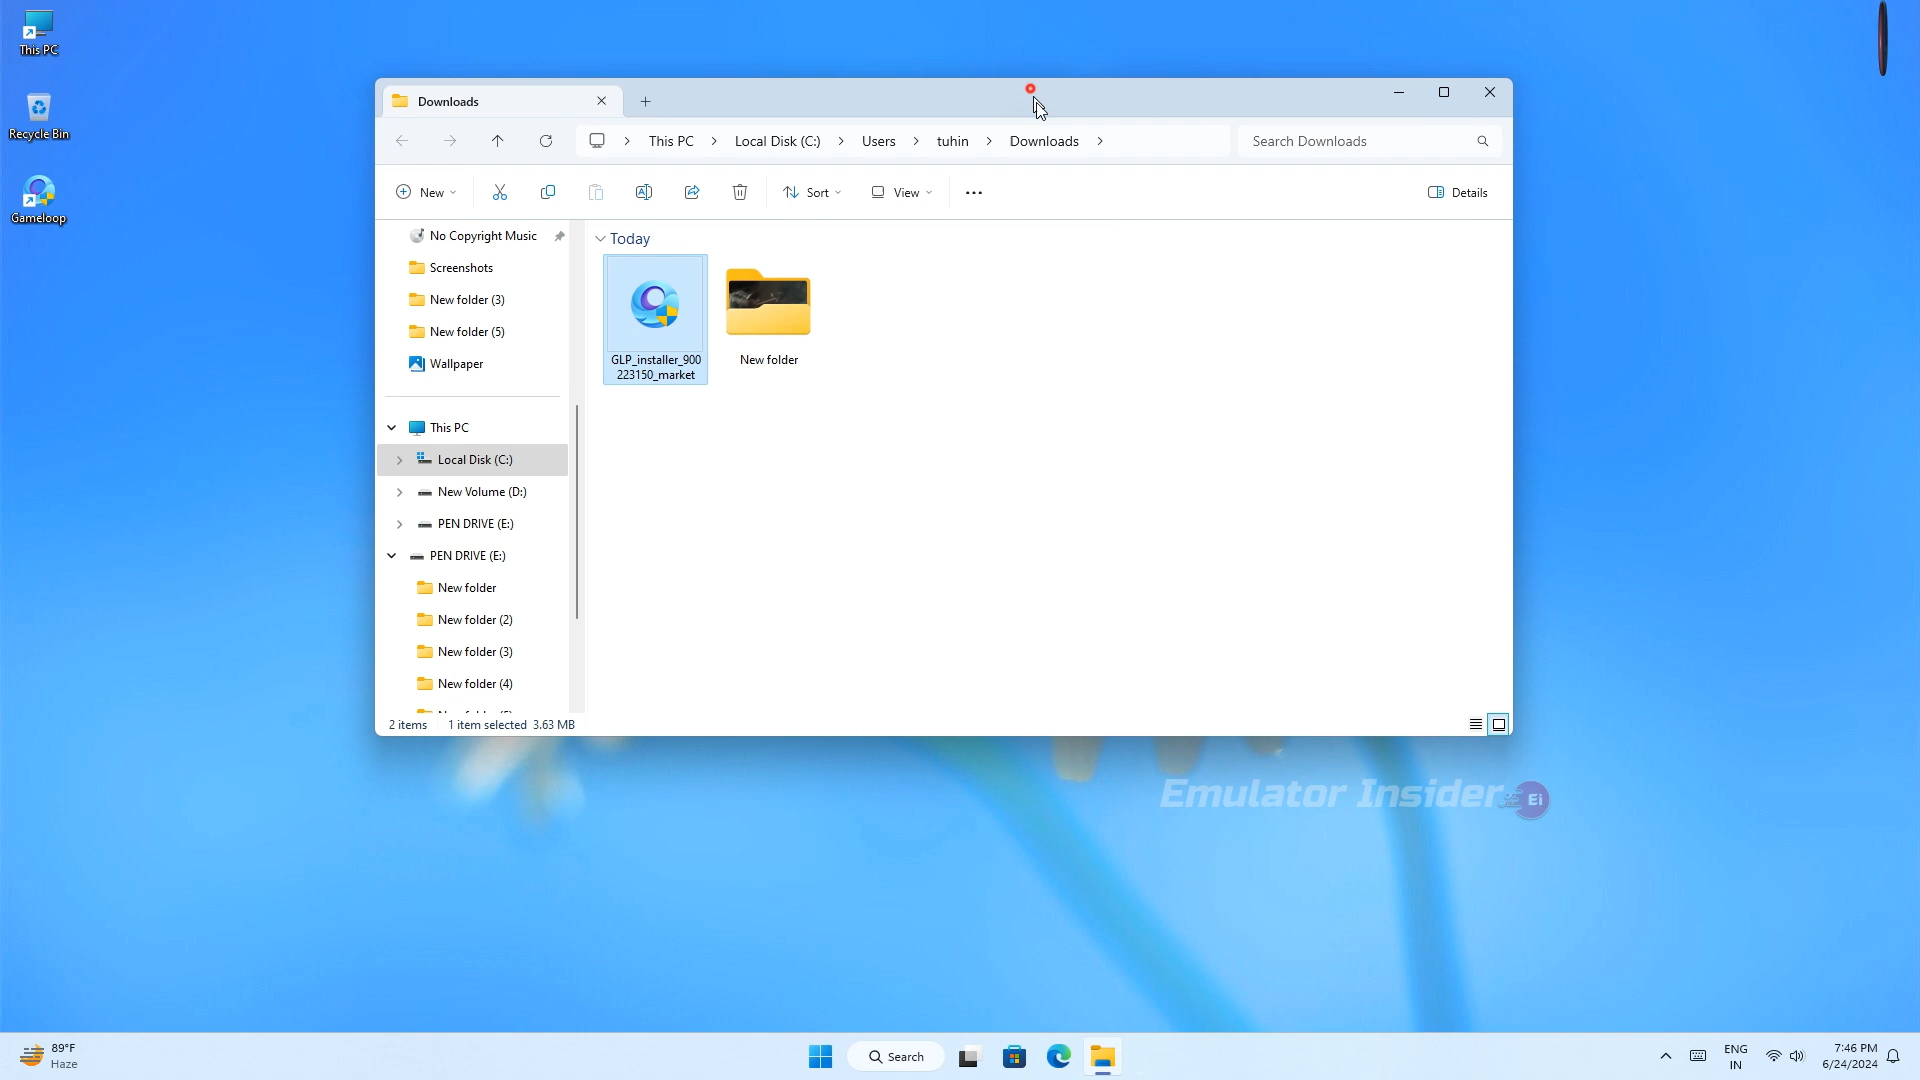 This PC
Recycle Bin
Gameloop
Downloads
This PC
Local Disk (C:)
Users
tuhin
Downloads
Search Downloads
New
Sort
View
Details
No Copyright Music
Screenshots
New folder (3)
New folder (5)
Wallpaper
This PC
Local Disk (C:)
New Volume (D:)
PEN DRIVE (E:)
PEN DRIVE (E:)
New folder
New folder (2)
New folder (3)
New folder (4)
Today
GLP_installer_900
223150_market
New folder
2 items
1 item selected 3.63 MB
Emulator Insider
Ei
89°F
Haze
Search
ENG
IN
7:46 PM
6/24/2024